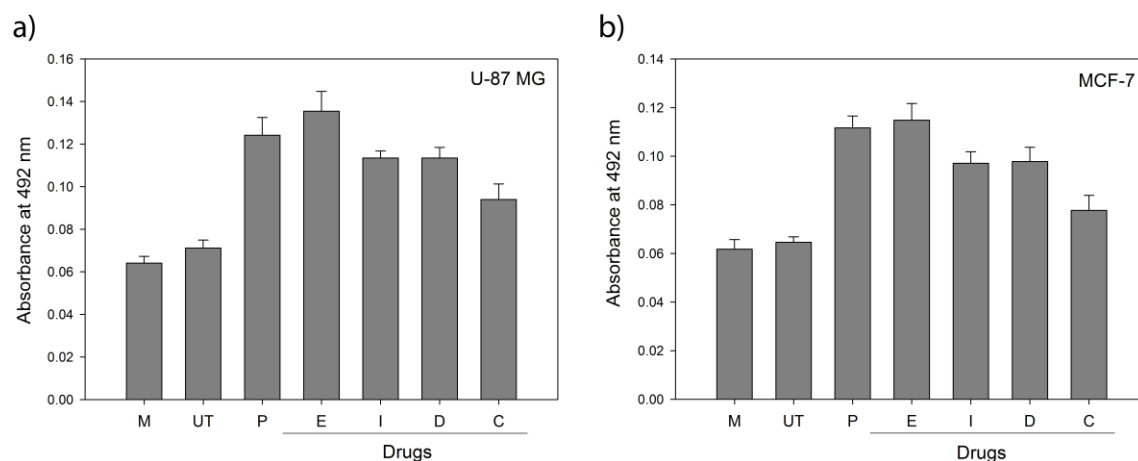 a)
U-87 MG
Absorbance at 492 nm
0.16
0.14
0.12
0.10
0.08
0.06
0.04
0.02
0.00
M UT P E I D C
Drugs
b)
MCF-7
Absorbance at 492 nm
0.14
0.12
0.10
0.08
0.06
0.04
0.02
0.00
M UT P E I D C
Drugs